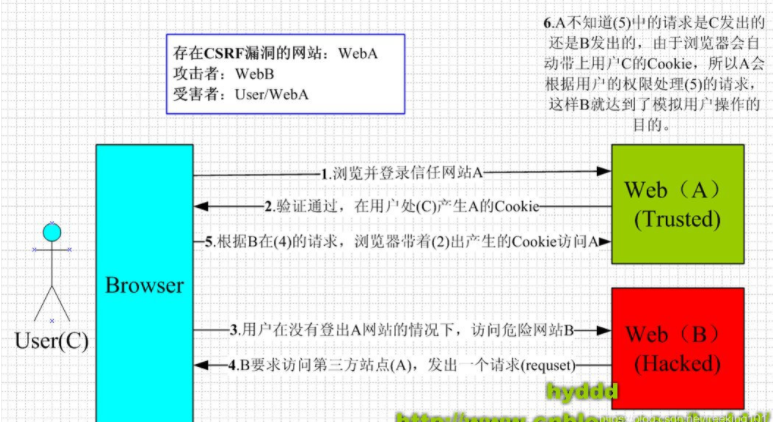 6.A不知道(5)中的请求是C发出的
还是B发出的，由于浏览器会自
动带上用户C的Cookie，所以A会
根据用户的权限处理(5)的请求，
这样B就达到了模拟用户操作的
目的。
存在CSRF漏洞的网站：WebA
攻击者：WebB
受害者：User/WebA
1.浏览并登录信任网站A
2.验证通过，在用户处(C)产生A的Cookie
5.根据B在(4)的请求，浏览器带着(2)出产生的Cookie访问A
Web（A）
(Trusted)
Browser
User(C)
3.用户在没有登出A网站的情况下，访问危险网站B
4.B要求访问第三方站点(A)，发出一个请求(requset)
Web（B）
(Hacked)
hyddd